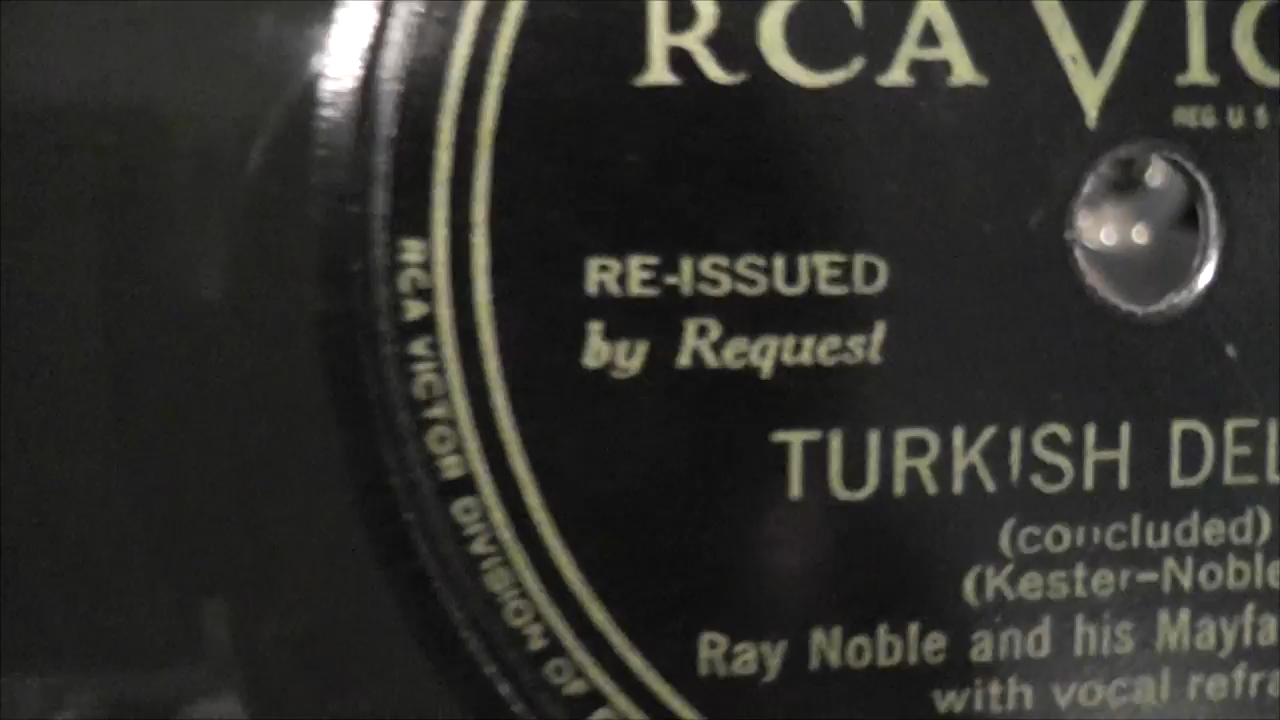 RCA VIC
REG. U. S.
RE-ISSUED
by Request
TURKISH DEL
(concluded)
(Kester-Noble
Ray Noble and his Mayfa
with vocal refra
RCA VICTOR DIVISION OF